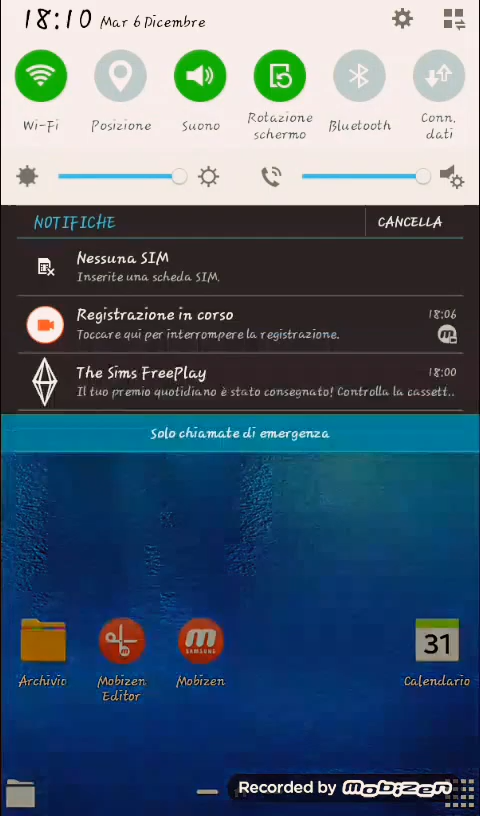 18:10 Mar 6 Dicembre
Wi-Fi
Posizione
Suono
Rotazione
schermo
Bluetooth
Conn.
dati
NOTIFICHE
CANCELLA
Nessuna SIM
Inserite una scheda SIM.
Registrazione in corso
18:06
Toccare qui per interrompere la registrazione.
The Sims FreePlay
18:00
Il tuo premio quotidiano è stato consegnato! Controlla la cassett..
Solo chiamate di emergenza
m
SAMSUNG
31
Archivio
Mobizen
Editor
Mobizen
Calendario
Recorded by Mobizen